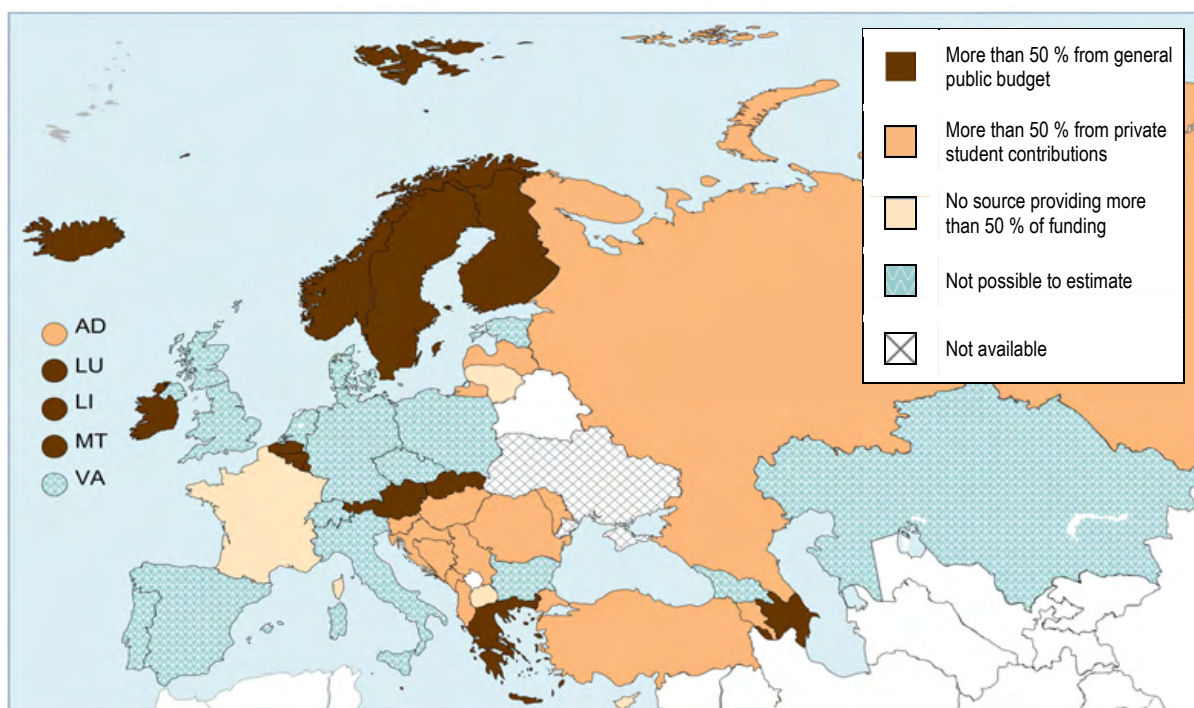 More than 50 % from general
public budget
More than 50 % from private
student contributions
No source providing more
than 50 % of funding
Not possible to estimate
Not available
AD
LU
LI
MT
VA